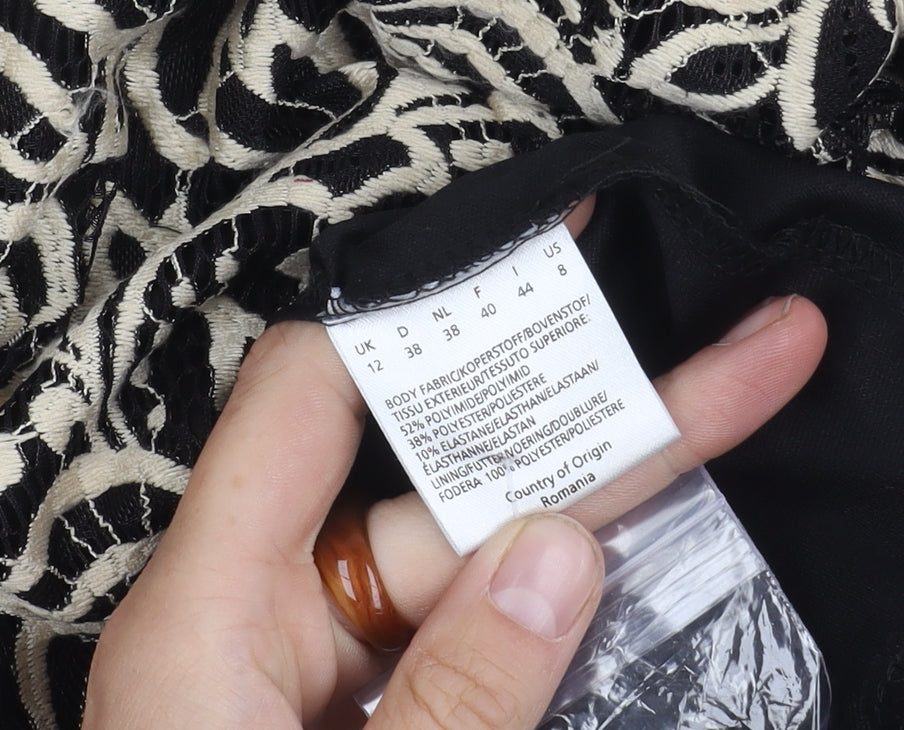 UK D NL F I US
12 38 38 40 44 8
BODY FABRIC/KOPERSTOFF/BOVENSTOF/
TISSU EXTERIEUR/TESSUTO SUPERIORE:
52% POLYIMIDE/POLYIMID
38% POLYESTER/POLIESTERE
10% ELASTANE/ELASTHAN/ELASTAAN/
ÉLASTHANNE/ELASTAN
LINING/FUTTER/VOERING/DOUBLURE/
FODERA 100% POLYESTER/POLIESTERE
Country of Origin
Romania